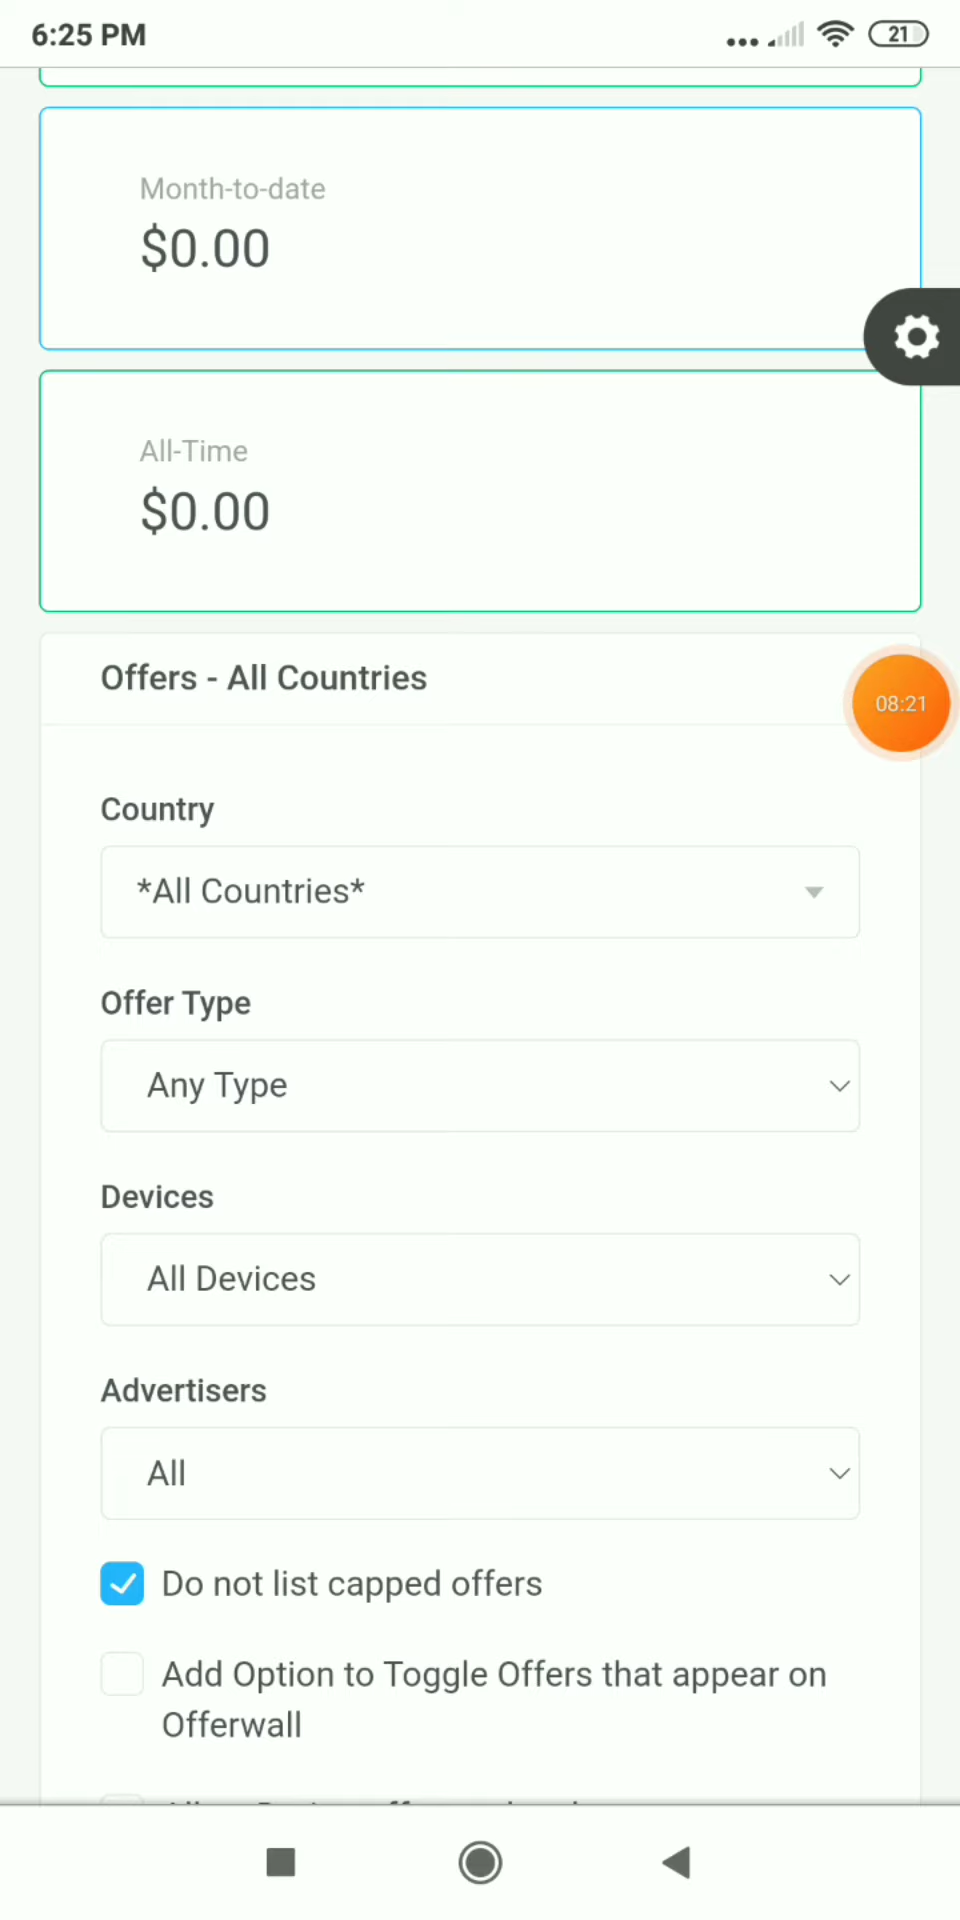 6:25 PM
21
Month-to-date
$0.00
All-Time
$0.00
Offers - All Countries
08:21
Country
*All Countries*
Offer Type
Any Type
Devices
All Devices
Advertisers
All
Do not list capped offers
Add Option to Toggle Offers that appear on
Offerwall